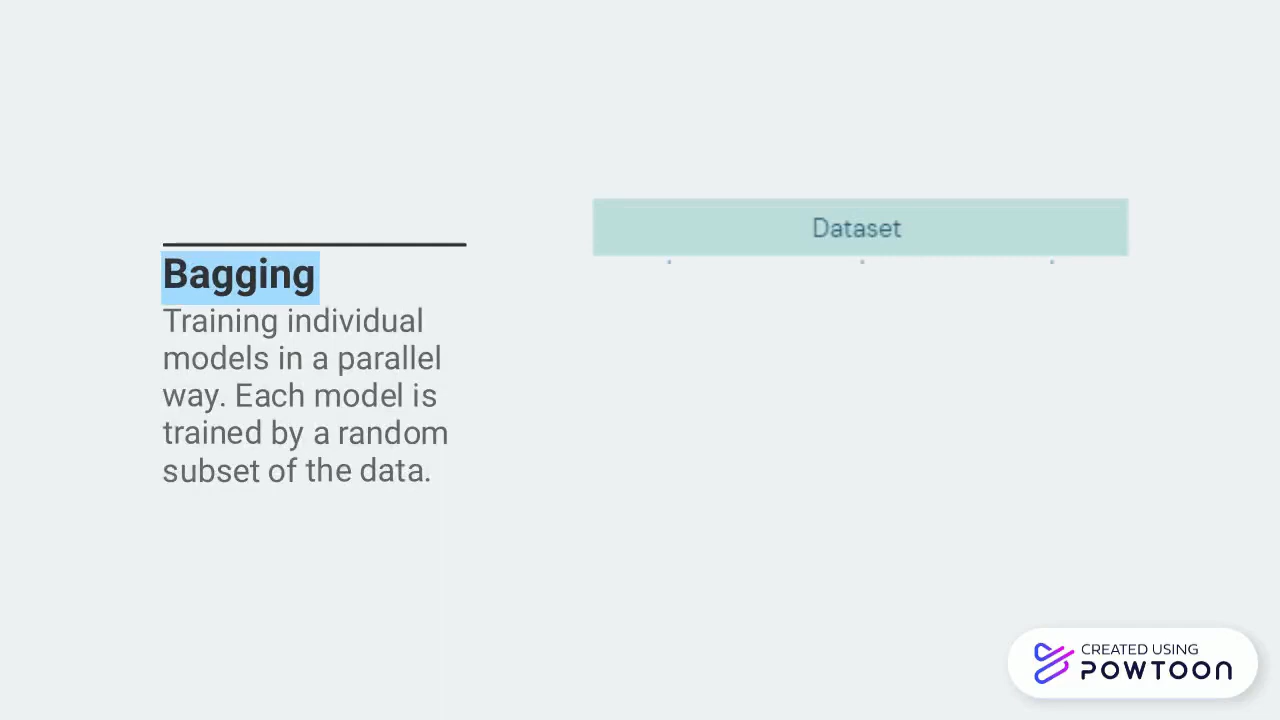 Bagging
Training individual
models in a parallel
way. Each model is
trained by a random
subset of the data.
Dataset
CREATED USING
POWTOON